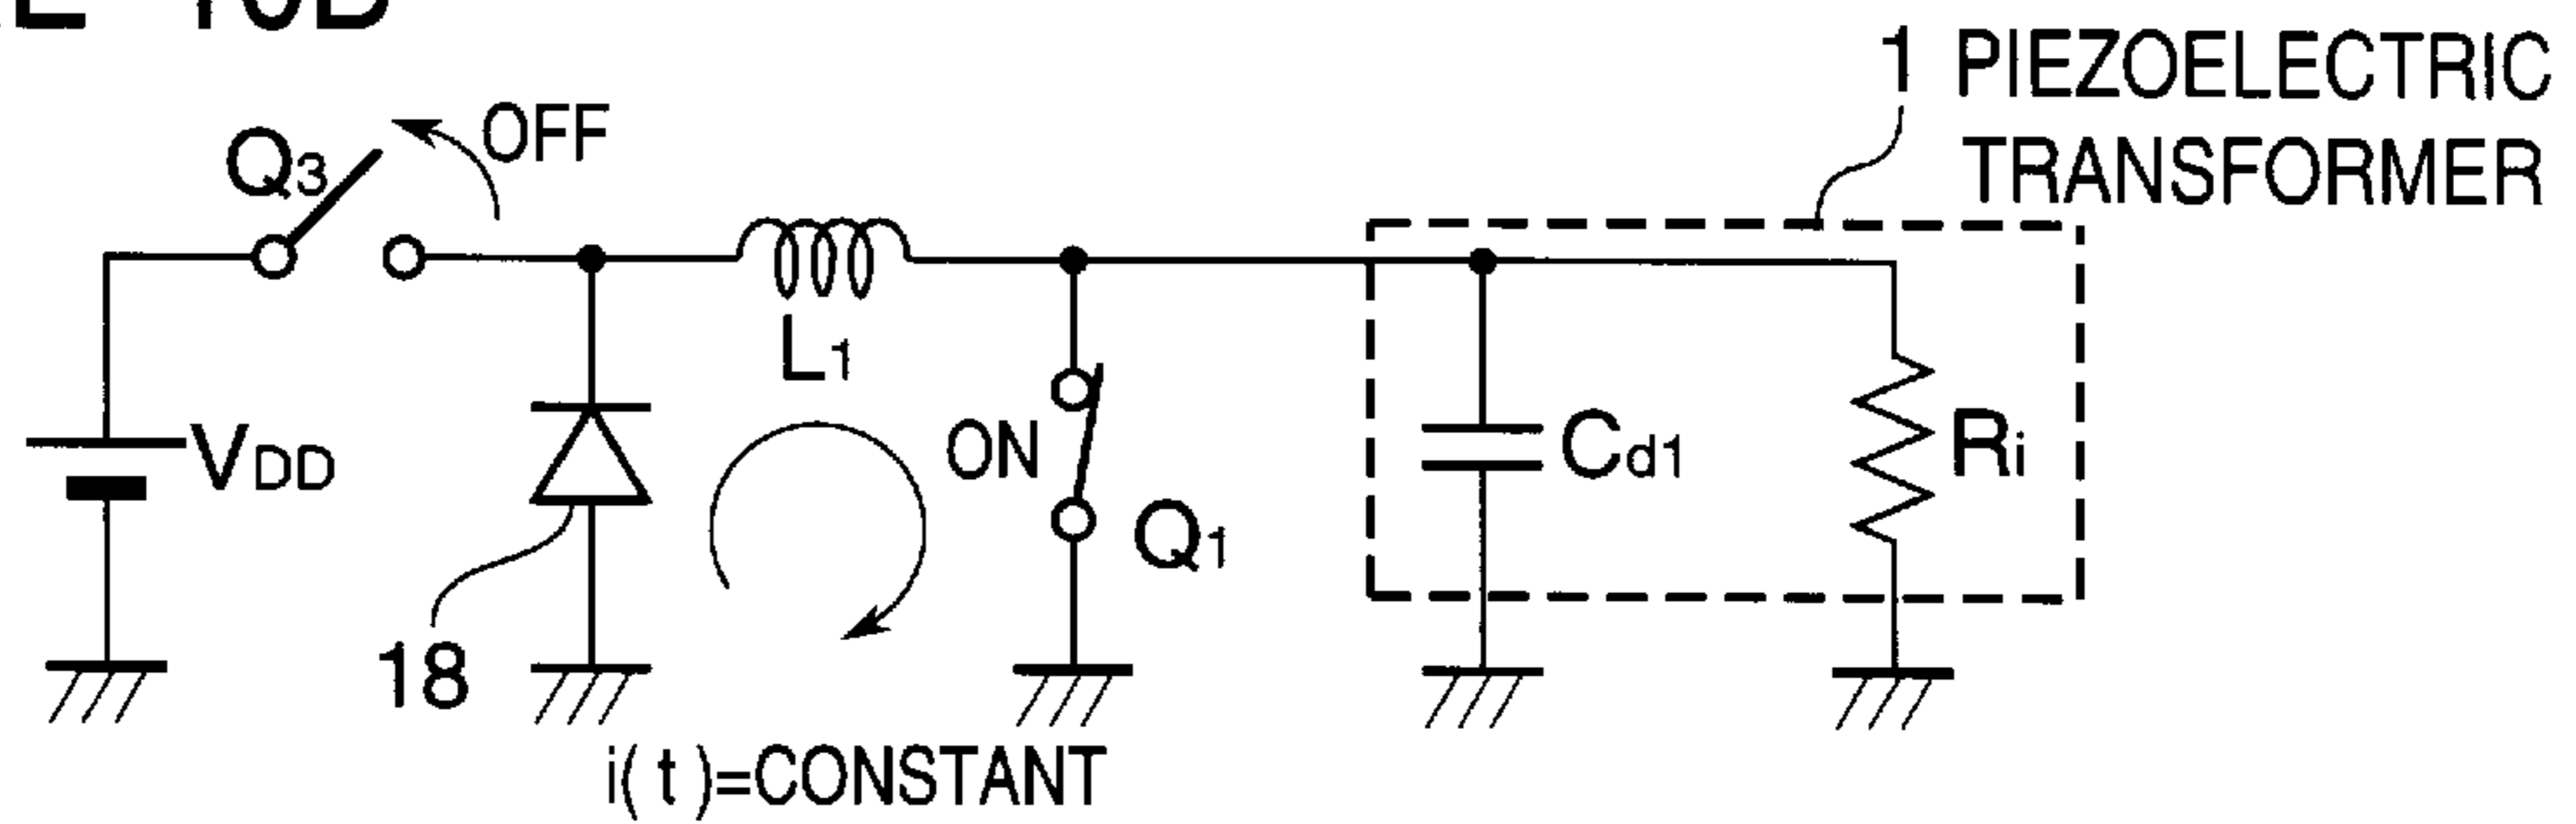 1 PIEZOELECTRIC
TRANSFORMER
Q3
OFF
L1
VDD
ON
Q1
Cd1
Ri
18
i(t)=CONSTANT